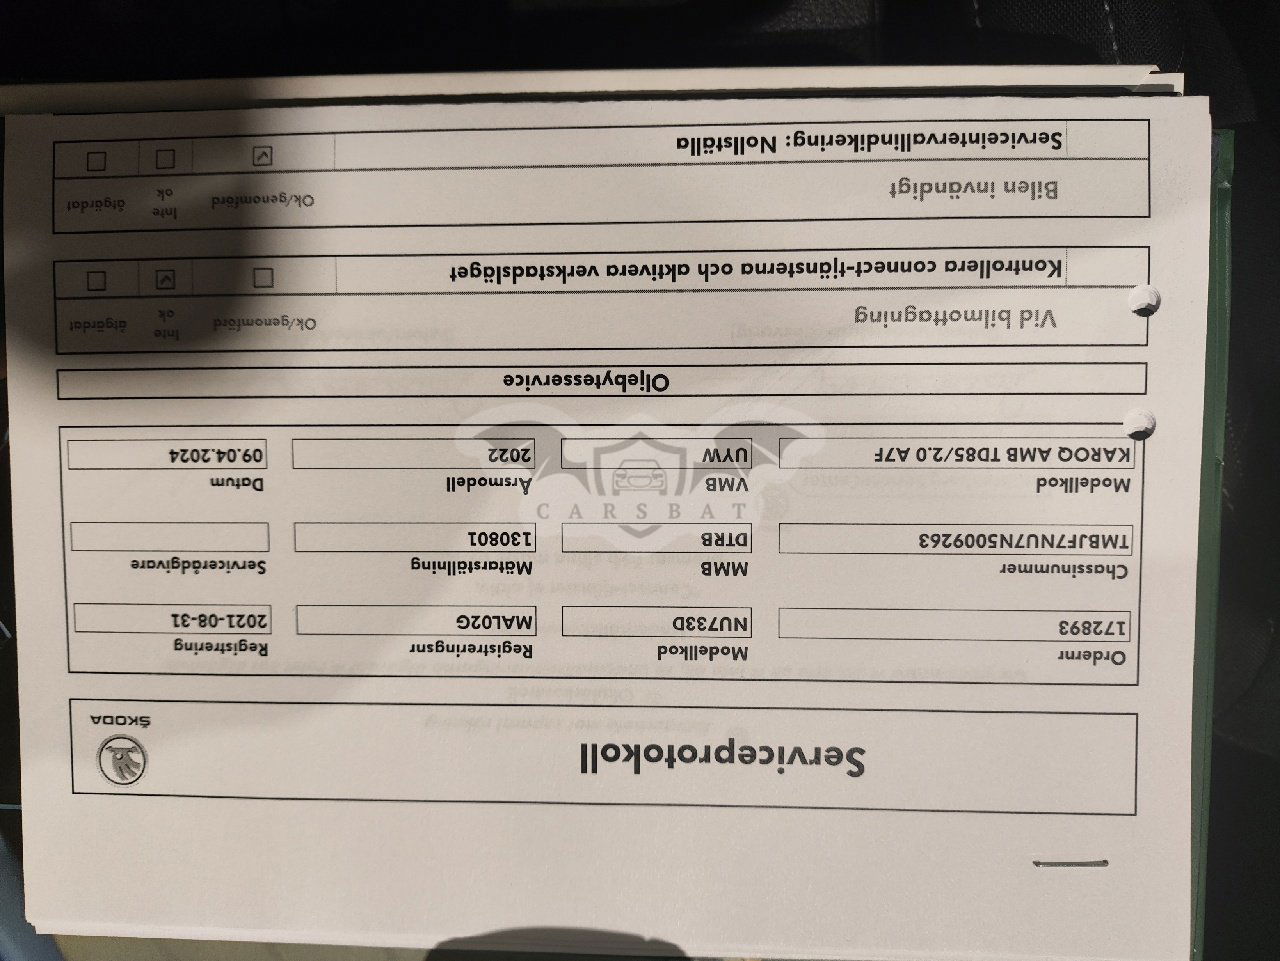 Serviceprotokoll
ŠKODA
Ordernr Modellkod Registreringsnr Registrering
172893 NU733D MAL02G 2021-08-31
Chassinummer MMB Mätarställning Servicerådgivare
TMBJF7NU7N5009263 DTRB 130801
Modellkod VMB Årsmodell Datum
KAROQ AMB TD85/2.0 A7F UYW 2022 09.04.2024
Oljebytesservice
Vid bilmottagning Ok/genomförd Inte ok åtgärdat
Kontrollera connect-tjänsterna och aktivera verkstadsläget
Bilen invändigt Ok/genomförd Inte ok åtgärdat
Serviceintervallindikering: Nollställa
CARSBAT